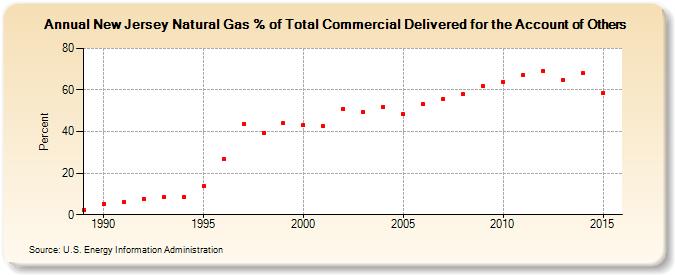 Annual New Jersey Natural Gas % of Total Commercial Delivered for the Account of Others
Percent
80
60
40
20
0
1990 1995 2000 2005 2010 2015
Source: U.S. Energy Information Administration